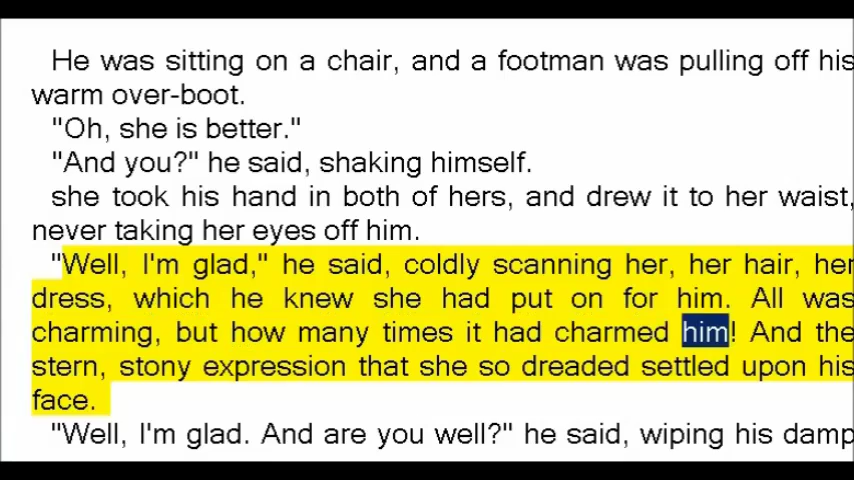 He was sitting on a chair, and a footman was pulling off his
warm over-boot.
"Oh, she is better."
"And you?" he said, shaking himself.
she took his hand in both of hers, and drew it to her waist,
never taking her eyes off him.
"Well, I'm glad," he said, coldly scanning her, her hair, her
dress, which he knew she had put on for him. All was
charming, but how many times it had charmed him! And the
stern, stony expression that she so dreaded settled upon his
face.
"Well, I'm glad. And are you well?" he said, wiping his damp